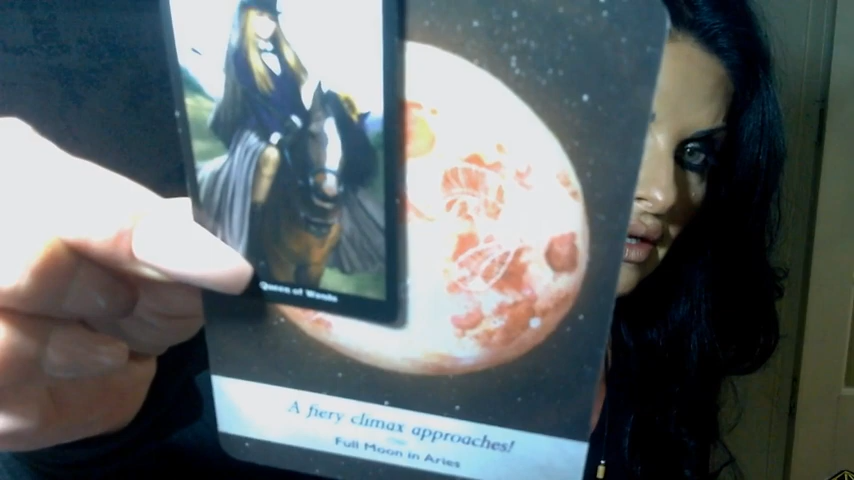 Queen of Wands
A fiery climax approaches!
Full Moon in Aries